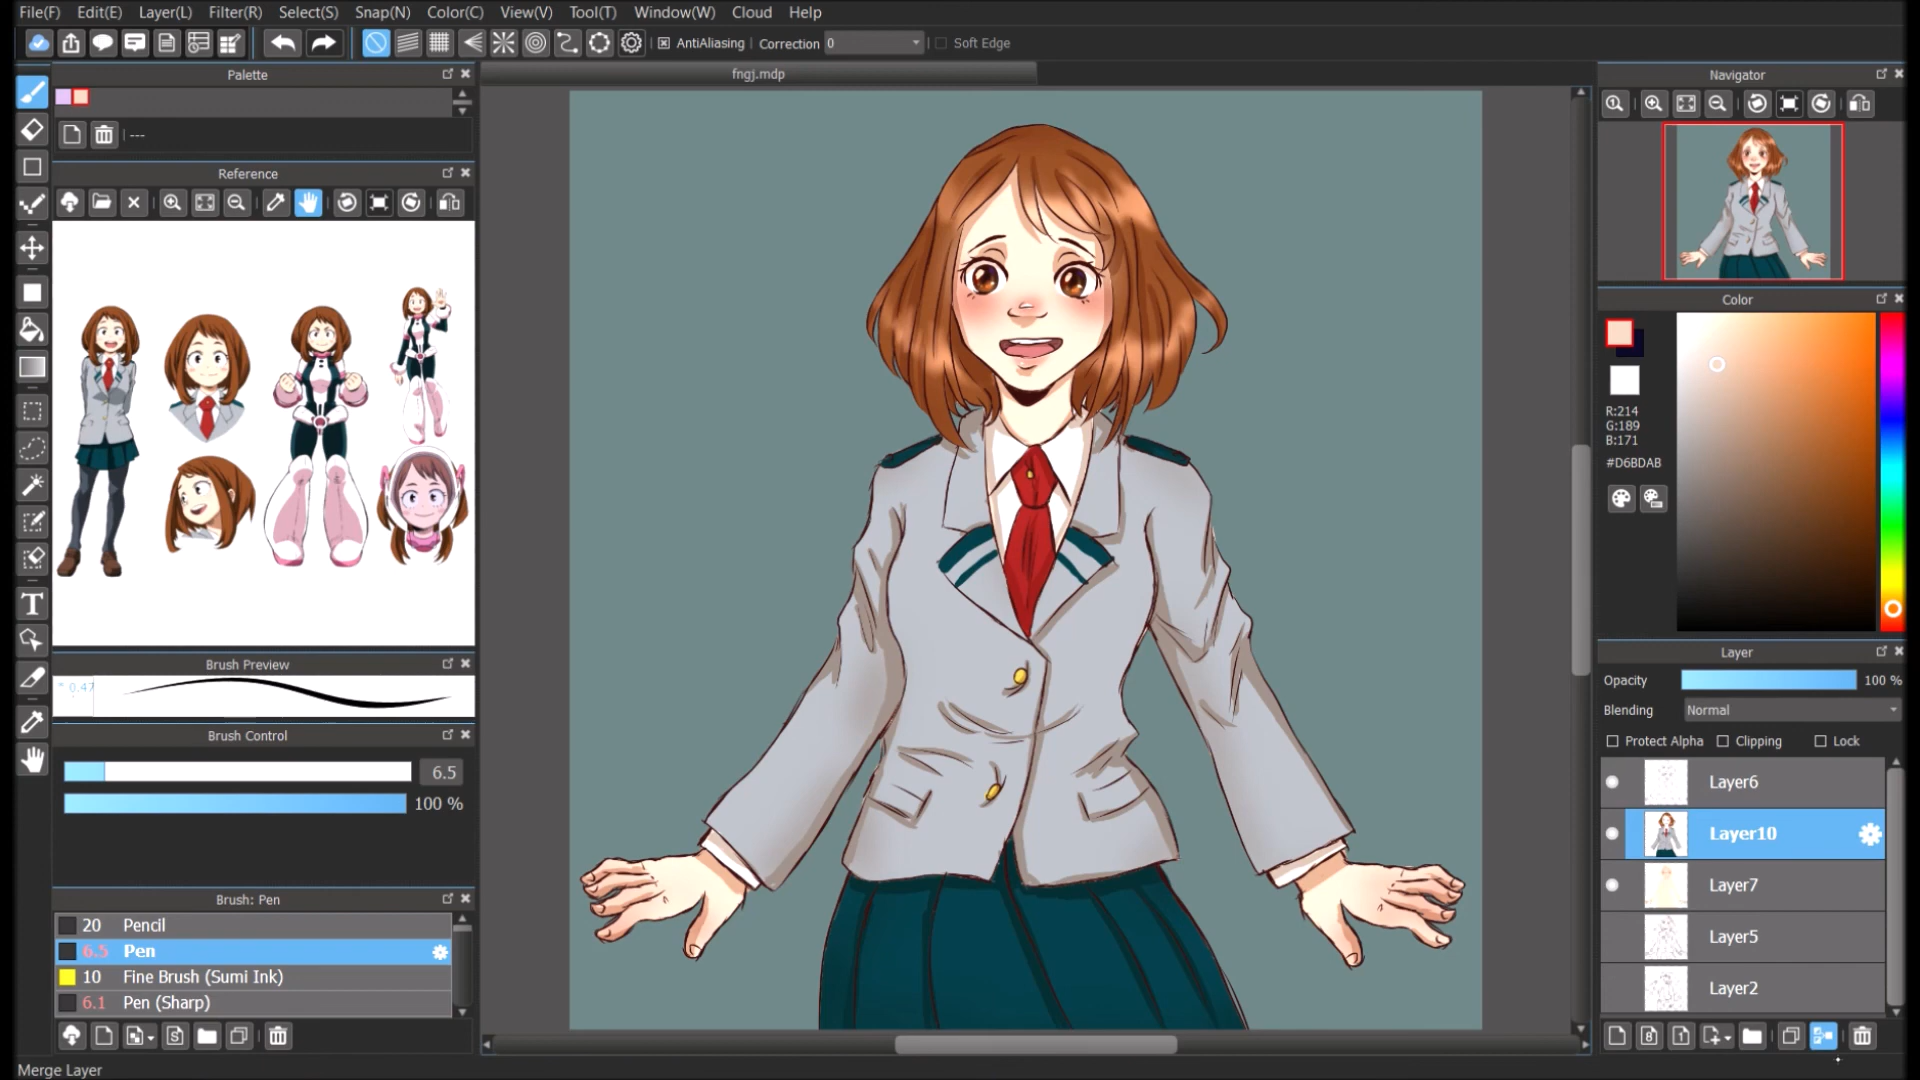 File(F) Edit(E) Layer(L) Filter(R) Select(S) Snap(N) Color(C) View(V) Tool(T) Window(W) Cloud Help
AntiAliasing Correction 0 Soft Edge
Palette
fngj.mdp
Navigator
---
Reference
Color
R:214
G:189
B:171
#D6BDAB
Brush Preview
0.47
Brush Control
6.5
100 %
Layer
Opacity 100 %
Blending Normal
Protect Alpha Clipping Lock
Layer6
Layer10
Layer7
Layer5
Layer2
Brush: Pen
20 Pencil
6.5 Pen
10 Fine Brush (Sumi Ink)
6.1 Pen (Sharp)
Merge Layer